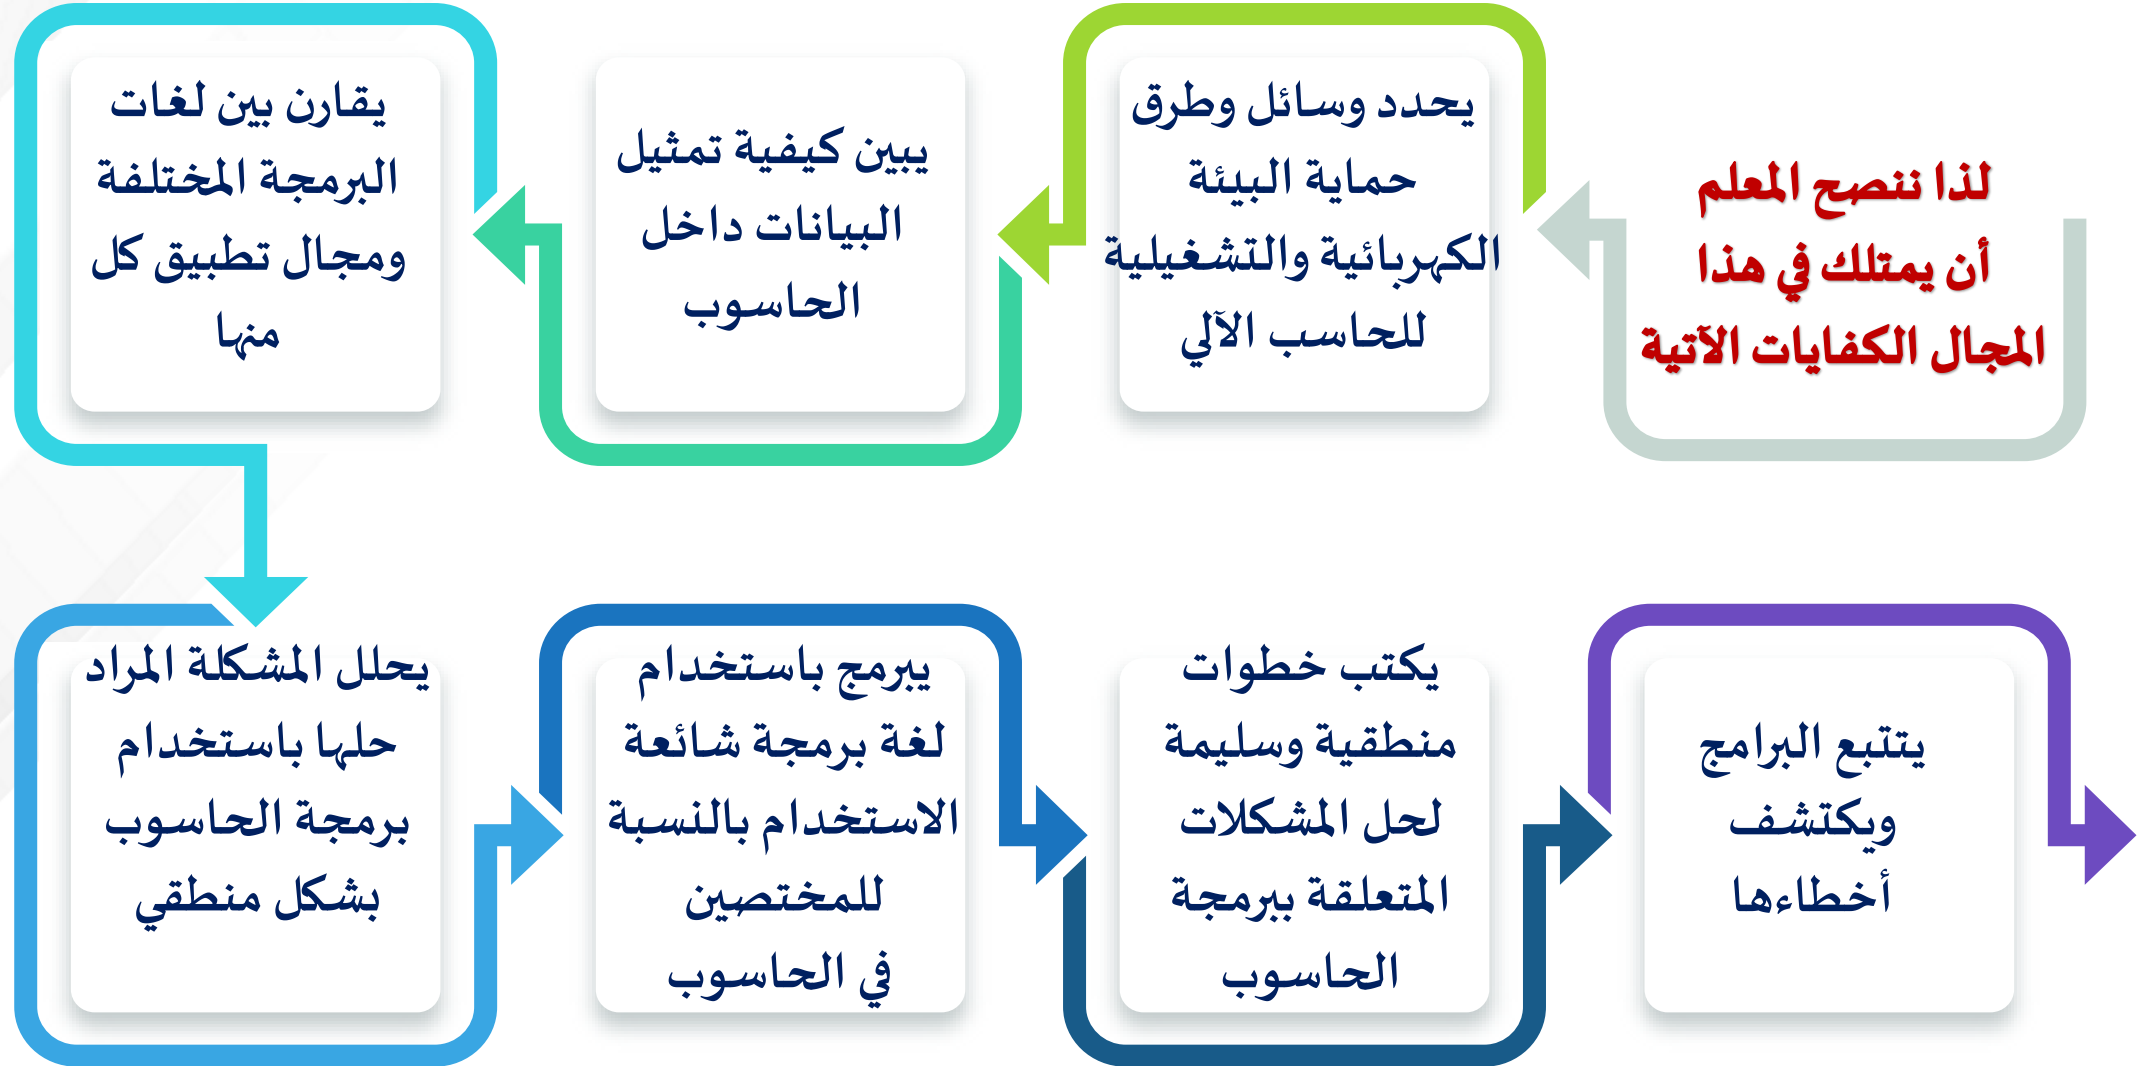 لذا ننصح المعلم
أن يمتلك في هذا
المجال الكفايات الآتية
يحدد وسائل وطرق
حماية البيئة
الكهربائية والتشغيلية
للحاسب الآلي
يبين كيفية تمثيل
البيانات داخل
الحاسوب
يقارن بين لغات
البرمجة المختلفة
ومجال تطبيق كل
منها
يحلل المشكلة المراد
حلها باستخدام
برمجة الحاسوب
بشكل منطقي
يبرمج باستخدام
لغة برمجة شائعة
الاستخدام بالنسبة
للمختصين
في الحاسوب
يكتب خطوات
منطقية وسليمة
لحل المشكلات
المتعلقة ببرمجة
الحاسوب
يتتبع البرامج
ويكتشف
أخطاءها